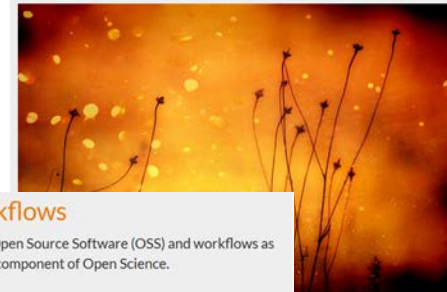 kflows
pen Source Software (OSS) and workflows as
component of Open Science.